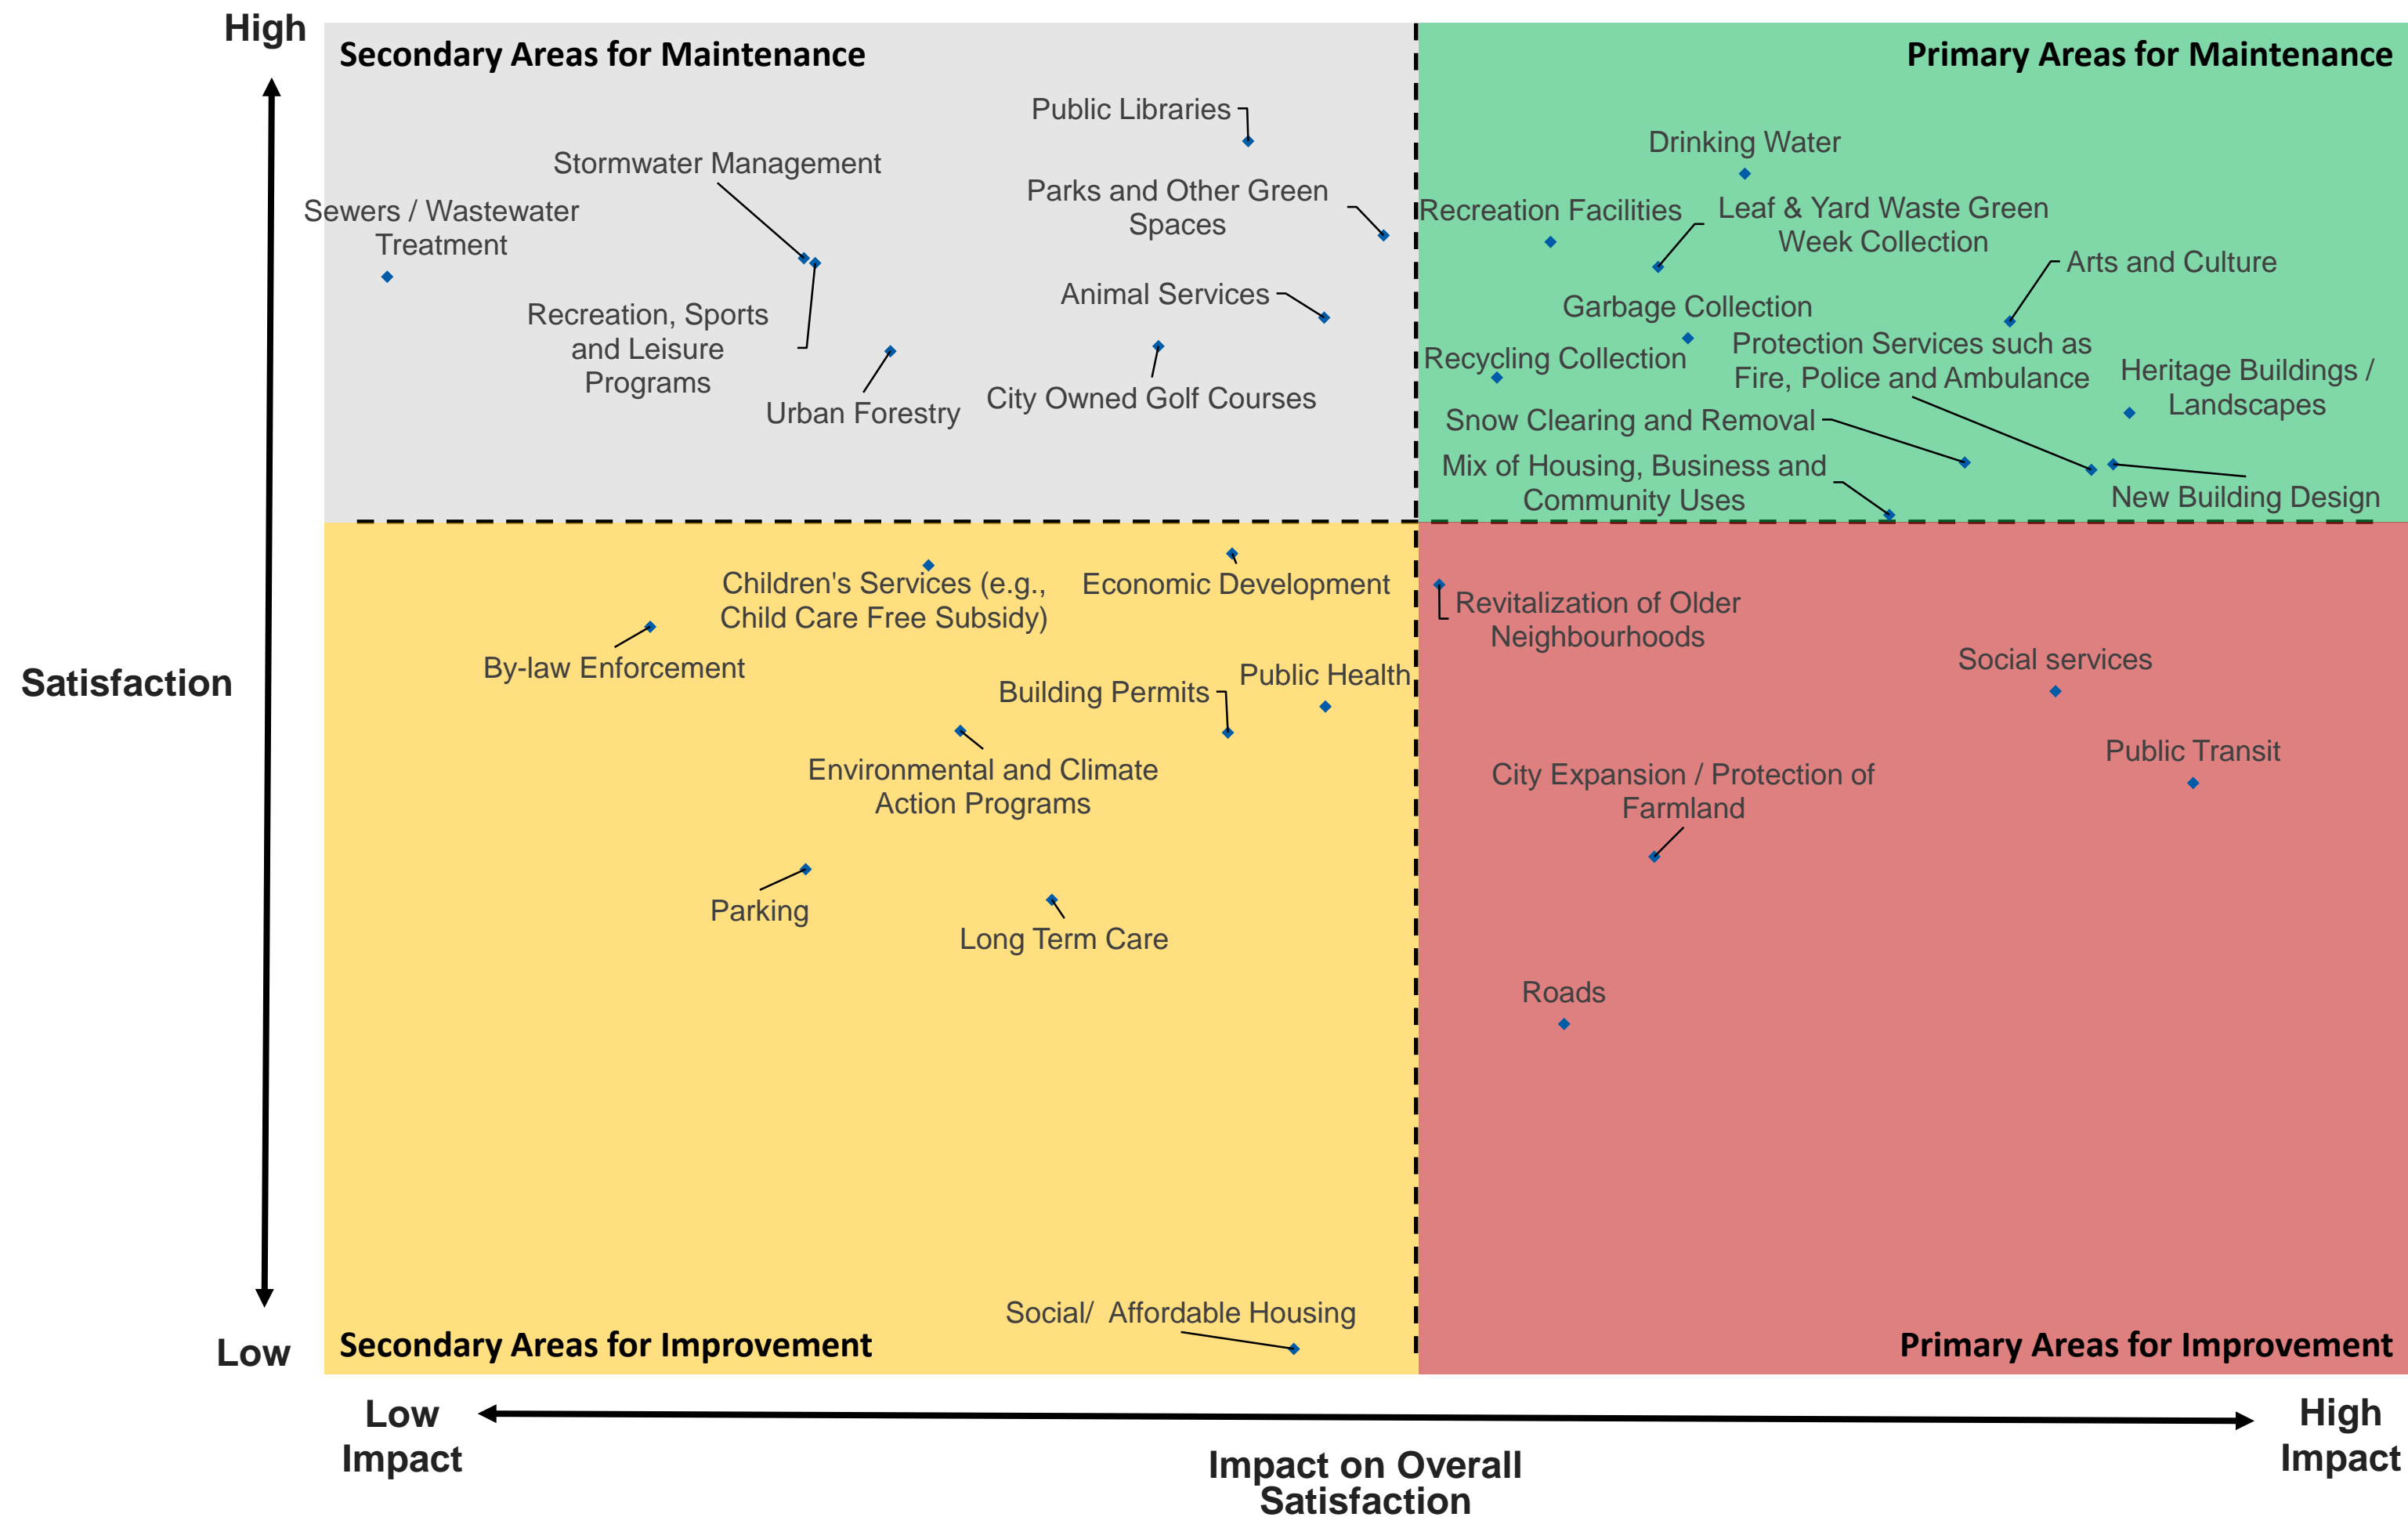 High
Secondary Areas for Maintenance
Primary Areas for Maintenance
Public Libraries
Drinking Water
Stormwater Management
Parks and Other Green
Spaces
Sewers / Wastewater
Treatment
Recreation Facilities
Leaf & Yard Waste Green
Week Collection
Arts and Culture
Animal Services
Recreation, Sports
and Leisure
Programs
Garbage Collection
Protection Services such as
Fire, Police and Ambulance
Recycling Collection
Heritage Buildings /
Landscapes
Urban Forestry
City Owned Golf Courses
Snow Clearing and Removal
Mix of Housing, Business and
Community Uses
New Building Design
Children's Services (e.g.,
Child Care Free Subsidy)
Economic Development
Revitalization of Older
Neighbourhoods
By-law Enforcement
Satisfaction
Building Permits
Public Health
Social services
Public Transit
Environmental and Climate
Action Programs
City Expansion / Protection of
Farmland
Parking
Long Term Care
Roads
Social/  Affordable Housing
Low
Secondary Areas for Improvement
Primary Areas for Improvement
Low
Impact
Impact on Overall
Satisfaction
High
Impact